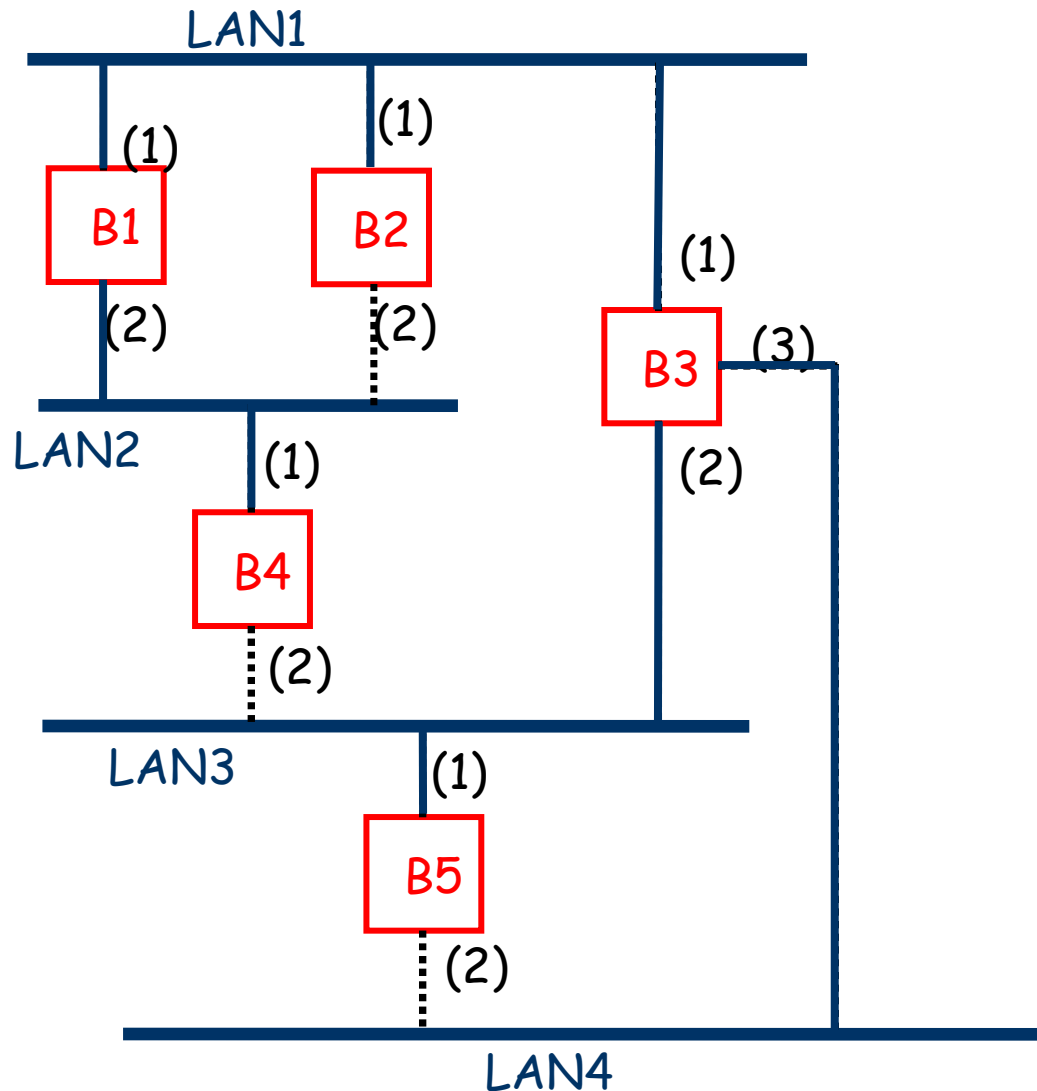 LAN1
(1)
(1)
B1
B2
(1)
(2)
(2)
B3
(3)
LAN2
(1)
(2)
B4
(2)
LAN3
(1)
B5
(2)
LAN4